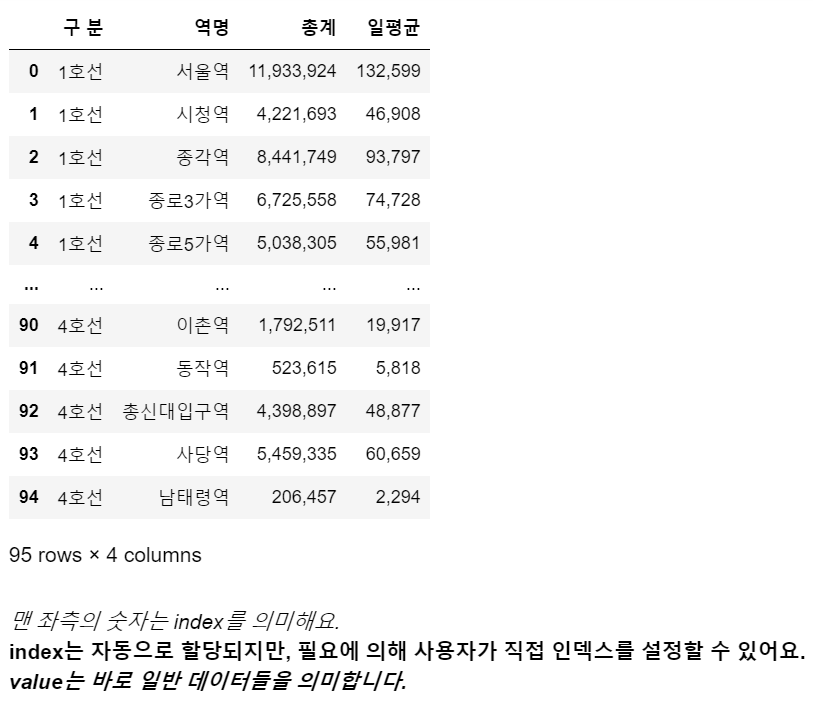 구 분 역명 총계 일평균
0 1호선 서울역 11,933,924 132,599
1 1호선 시청역 4,221,693 46,908
2 1호선 종각역 8,441,749 93,797
3 1호선 종로3가역 6,725,558 74,728
4 1호선 종로5가역 5,038,305 55,981
... ... ... ... ...
90 4호선 이촌역 1,792,511 19,917
91 4호선 동작역 523,615 5,818
92 4호선 총신대입구역 4,398,897 48,877
93 4호선 사당역 5,459,335 60,659
94 4호선 남태령역 206,457 2,294
95 rows × 4 columns
맨 좌측의 숫자는 index를 의미해요.
index는 자동으로 할당되지만, 필요에 의해 사용자가 직접 인덱스를 설정할 수 있어요.
value는 바로 일반 데이터들을 의미합니다.